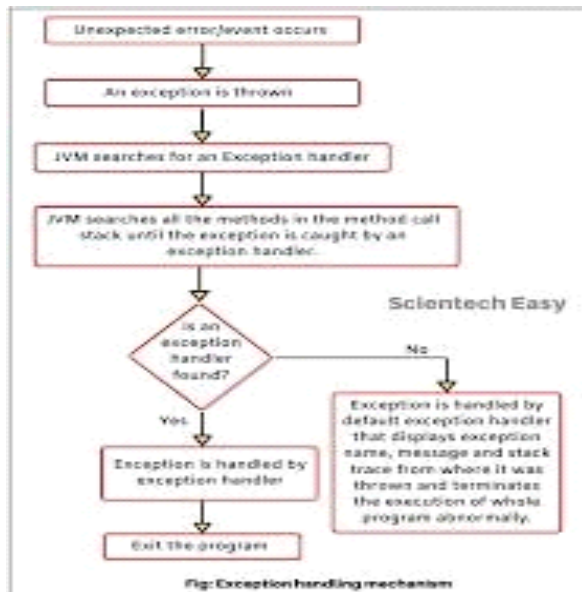 Unexpected error/event occurs
An exception is thrown
JVM searches for an Exception handler
JVM searches all the methods in the method call
stack until the exception is caught by an
exception handler.
Scientech Easy
Is an
exception
handler
found?
No
Yes
Exception is handled by
default exception handler
that displays exception
name, message and stack
trace from where it was
thrown and terminates
the execution of whole
program abnormally.
Exception is handled by
exception handler
Exit the program
Fig: Exception handling mechanism